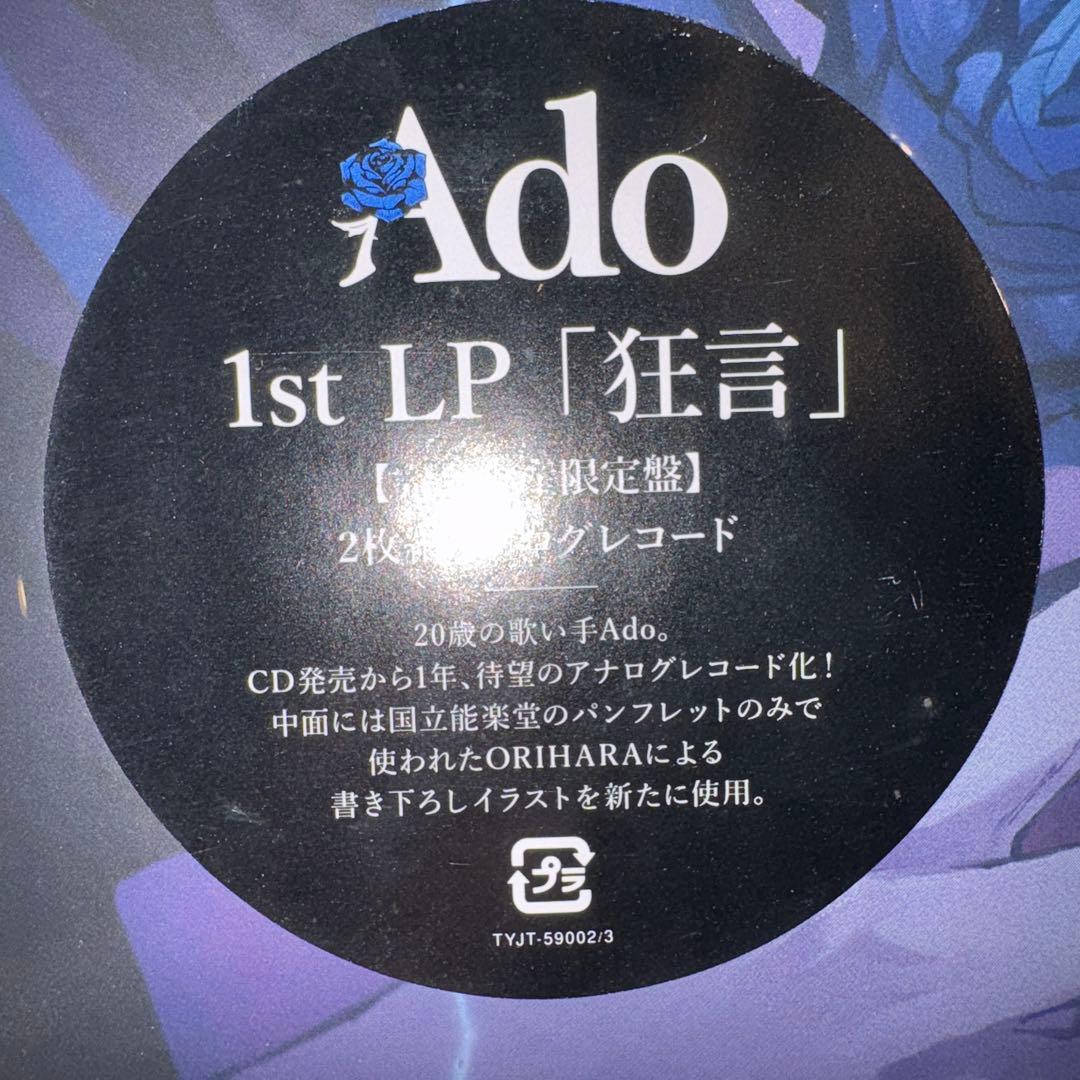 Ado
1st LP「狂言」
限定盤】
2枚 ログレコード
20歳の歌い手Ado。
CD発売から1年、待望のアナログレコード化！
中面には国立能楽堂のパンフレットのみで
使われたORIHARAによる
書き下ろしイラストを新たに使用。
プラ
TYJT-59002/3